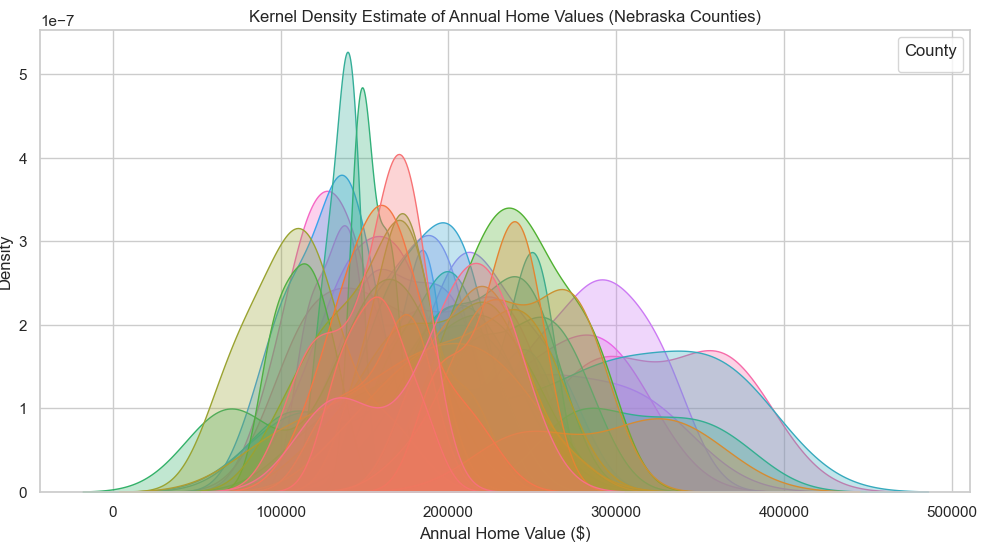 Kernel Density Estimate of Annual Home Values (Nebraska Counties)
1e−7
County
5
4
3
2
1
0
Density
0 100000 200000 300000 400000 500000
Annual Home Value ($)